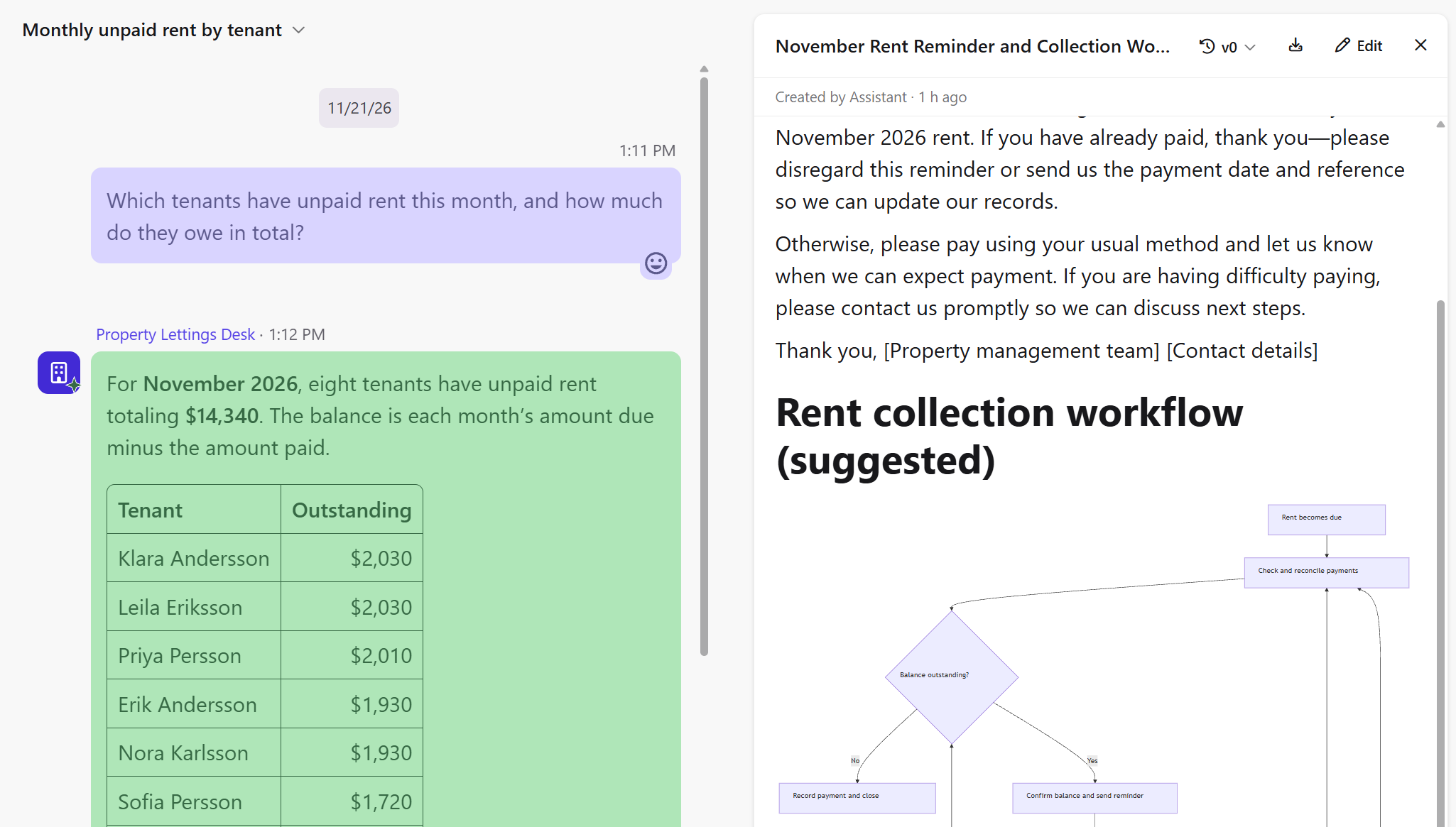 Monthly unpaid rent by tenant
11/21/26
1:11 PM
Which tenants have unpaid rent this month, and how much
do they owe in total?
Property Lettings Desk · 1:12 PM
For November 2026, eight tenants have unpaid rent
totaling $14,340. The balance is each month’s amount due
minus the amount paid.
Tenant Outstanding
Klara Andersson $2,030
Leila Eriksson $2,030
Priya Persson $2,010
Erik Andersson $1,930
Nora Karlsson $1,930
Sofia Persson $1,720
November Rent Reminder and Collection Wo...
v0
Edit
Created by Assistant · 1 h ago
November 2026 rent. If you have already paid, thank you—please
disregard this reminder or send us the payment date and reference
so we can update our records.
Otherwise, please pay using your usual method and let us know
when we can expect payment. If you are having difficulty paying,
please contact us promptly so we can discuss next steps.
Thank you, [Property management team] [Contact details]
Rent collection workflow
(suggested)
Rent becomes due
Check and reconcile payments
Balance outstanding?
No
Yes
Record payment and close
Confirm balance and send reminder